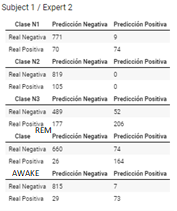 Subject 1 / Expert 2
Clase N1 Predicción Negativa Predicción Positiva
Real Negativa 771 9
Real Positiva 70 74
Clase N2 Predicción Negativa Predicción Positiva
Real Negativa 819 0
Real Positiva 105 0
Clase N3 Predicción Negativa Predicción Positiva
Real Negativa 489 52
Real Positiva 177 206
REM Predicción Negativa Predicción Positiva
Real Negativa 660 74
Real Positiva 26 164
AWAKE Predicción Negativa Predicción Positiva
Real Negativa 815 7
Real Positiva 29 73